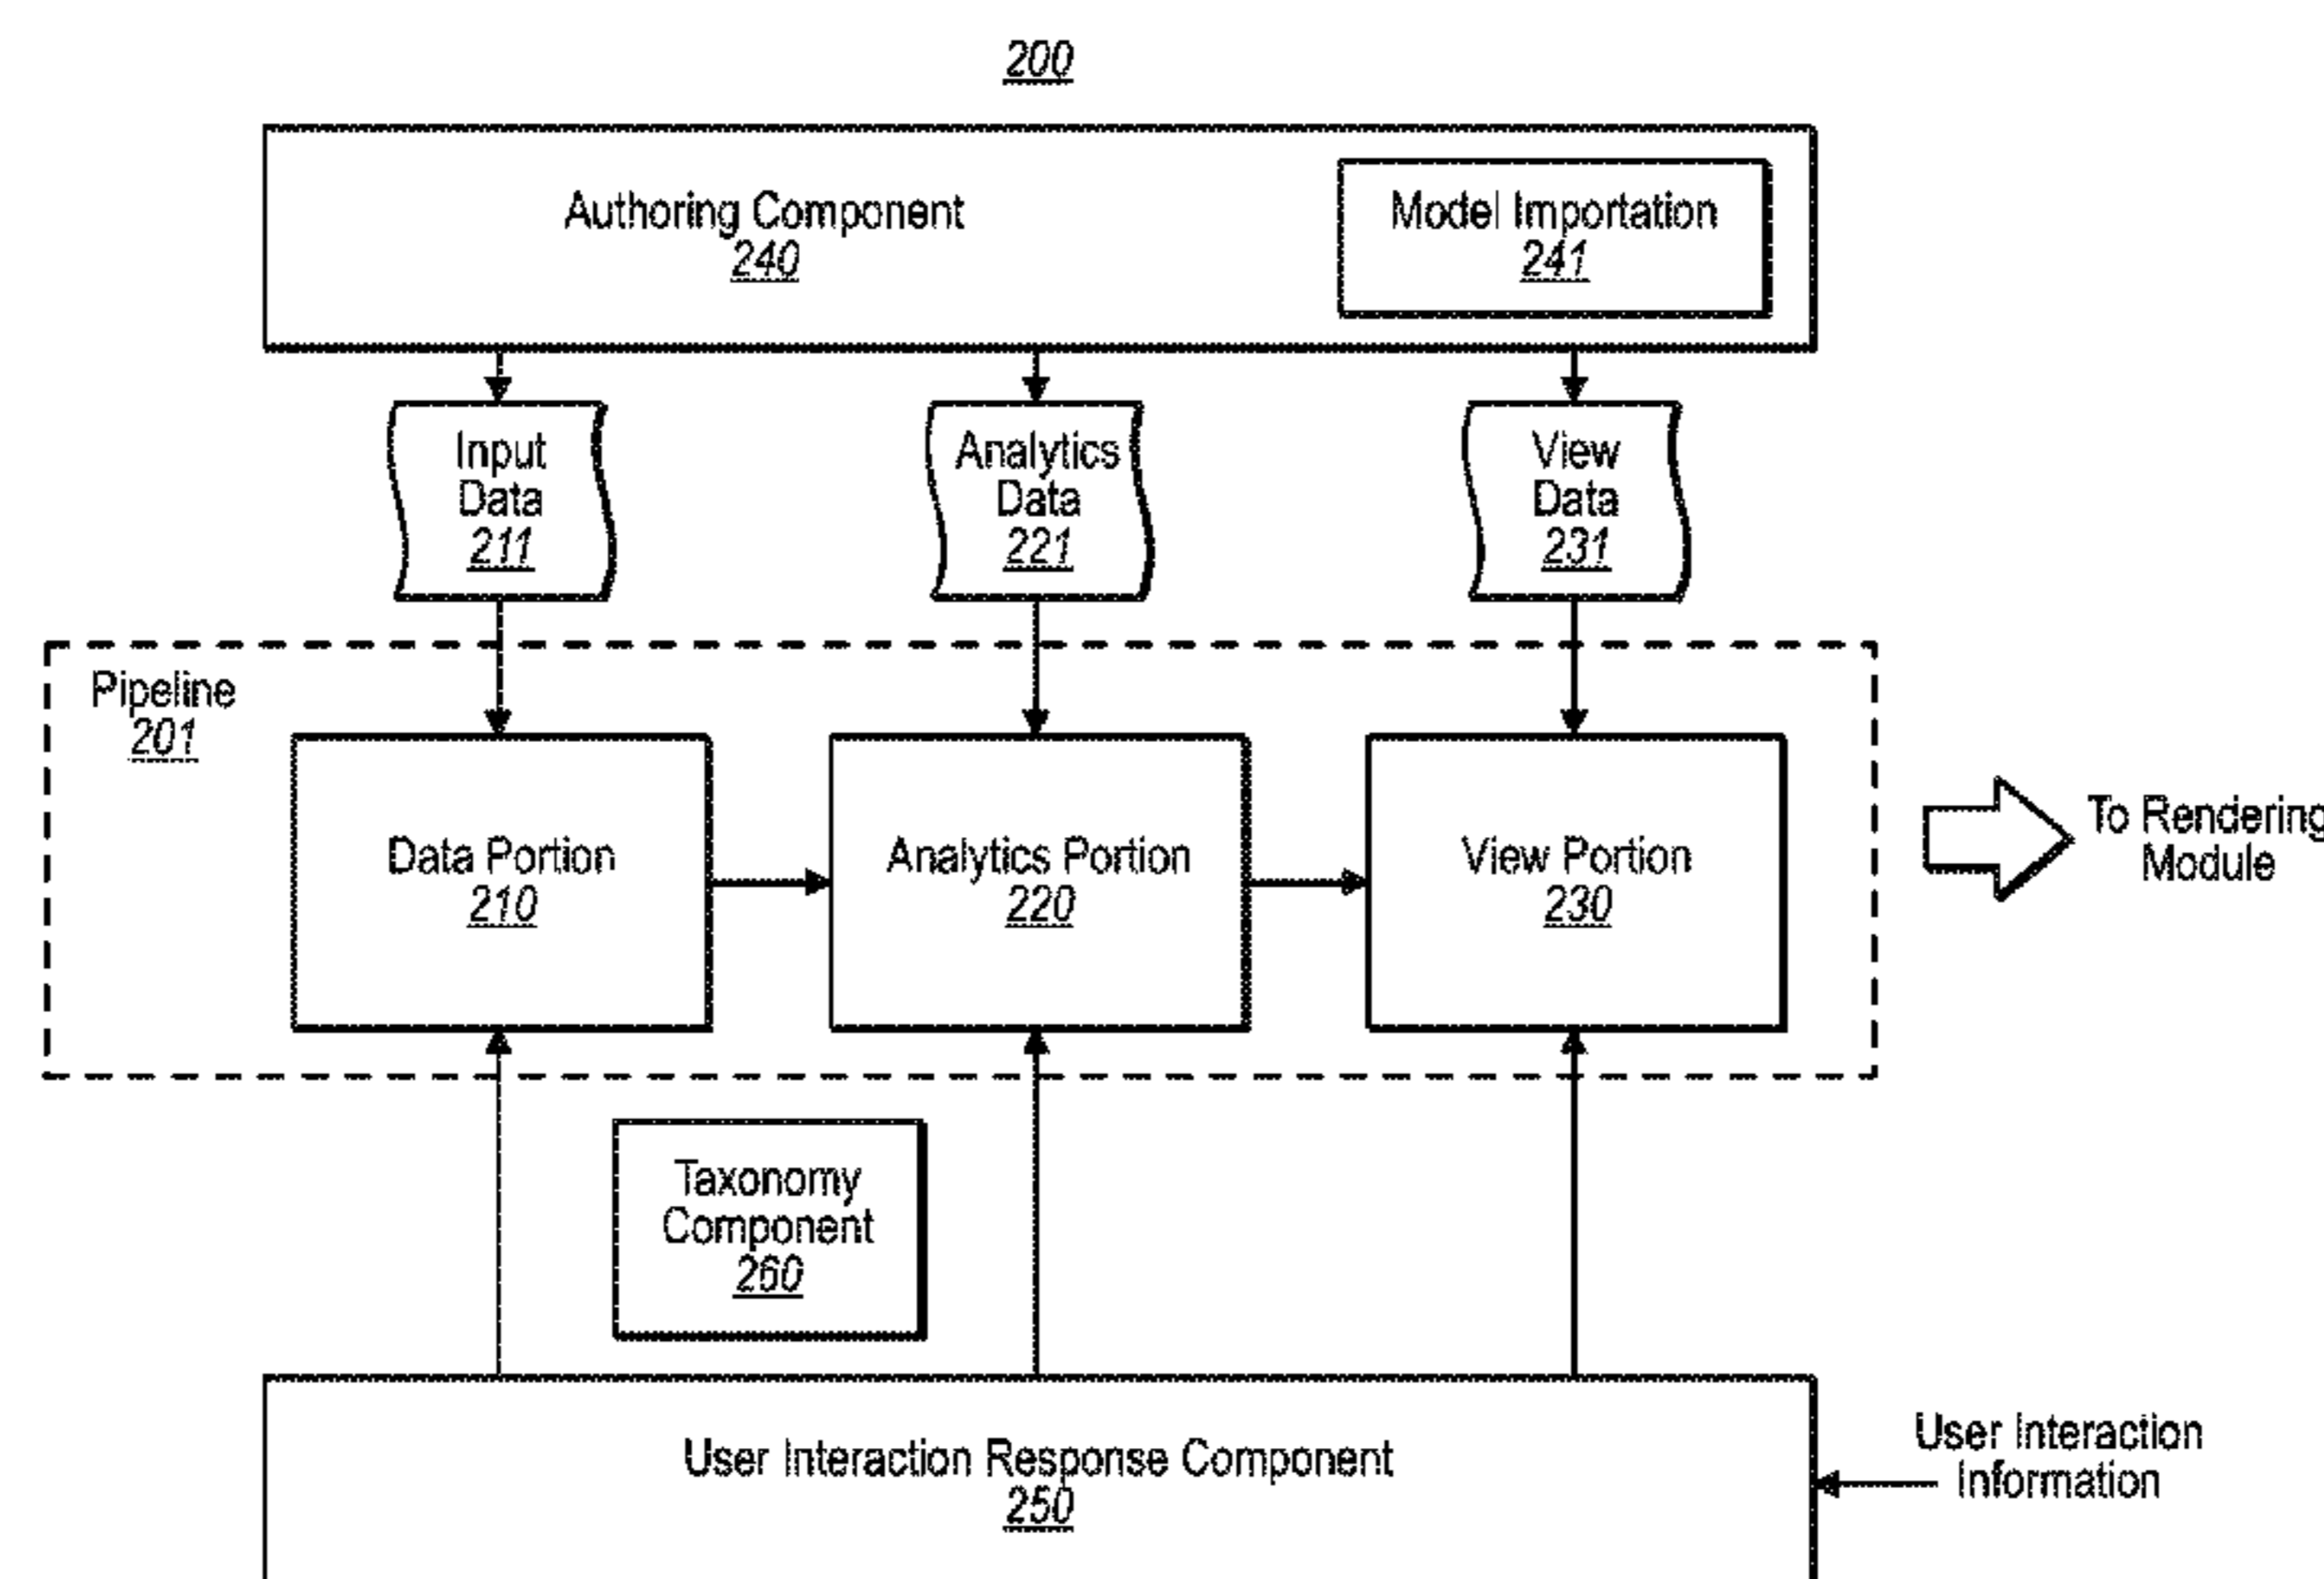 200
Authoring Component
240
Model Importation
241
Input
Data
211
Analytics
Data
221
View
Data
231
Pipeline
201
Data Portion
210
Analytics Portion
220
View Portion
230
To Rendering
Module
Taxonomy
Component
260
User Interaction Response Component
250
User Interaction
Information